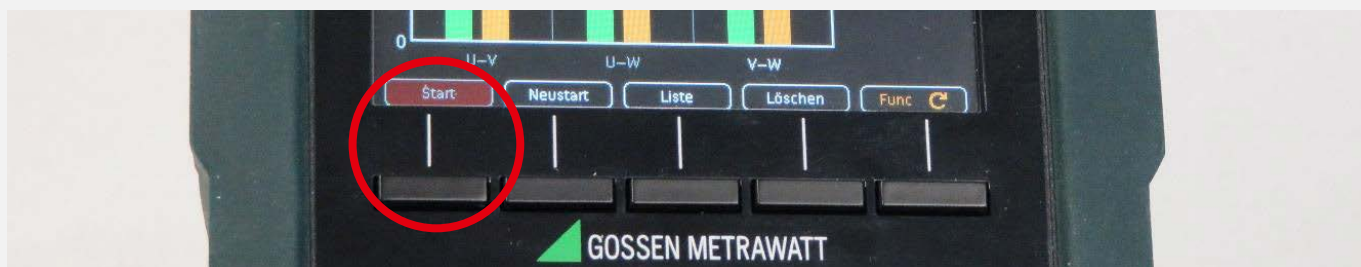 0
U-V U-W V-W
Start Neustart Liste Löschen Func
GOSSEN METRAWATT